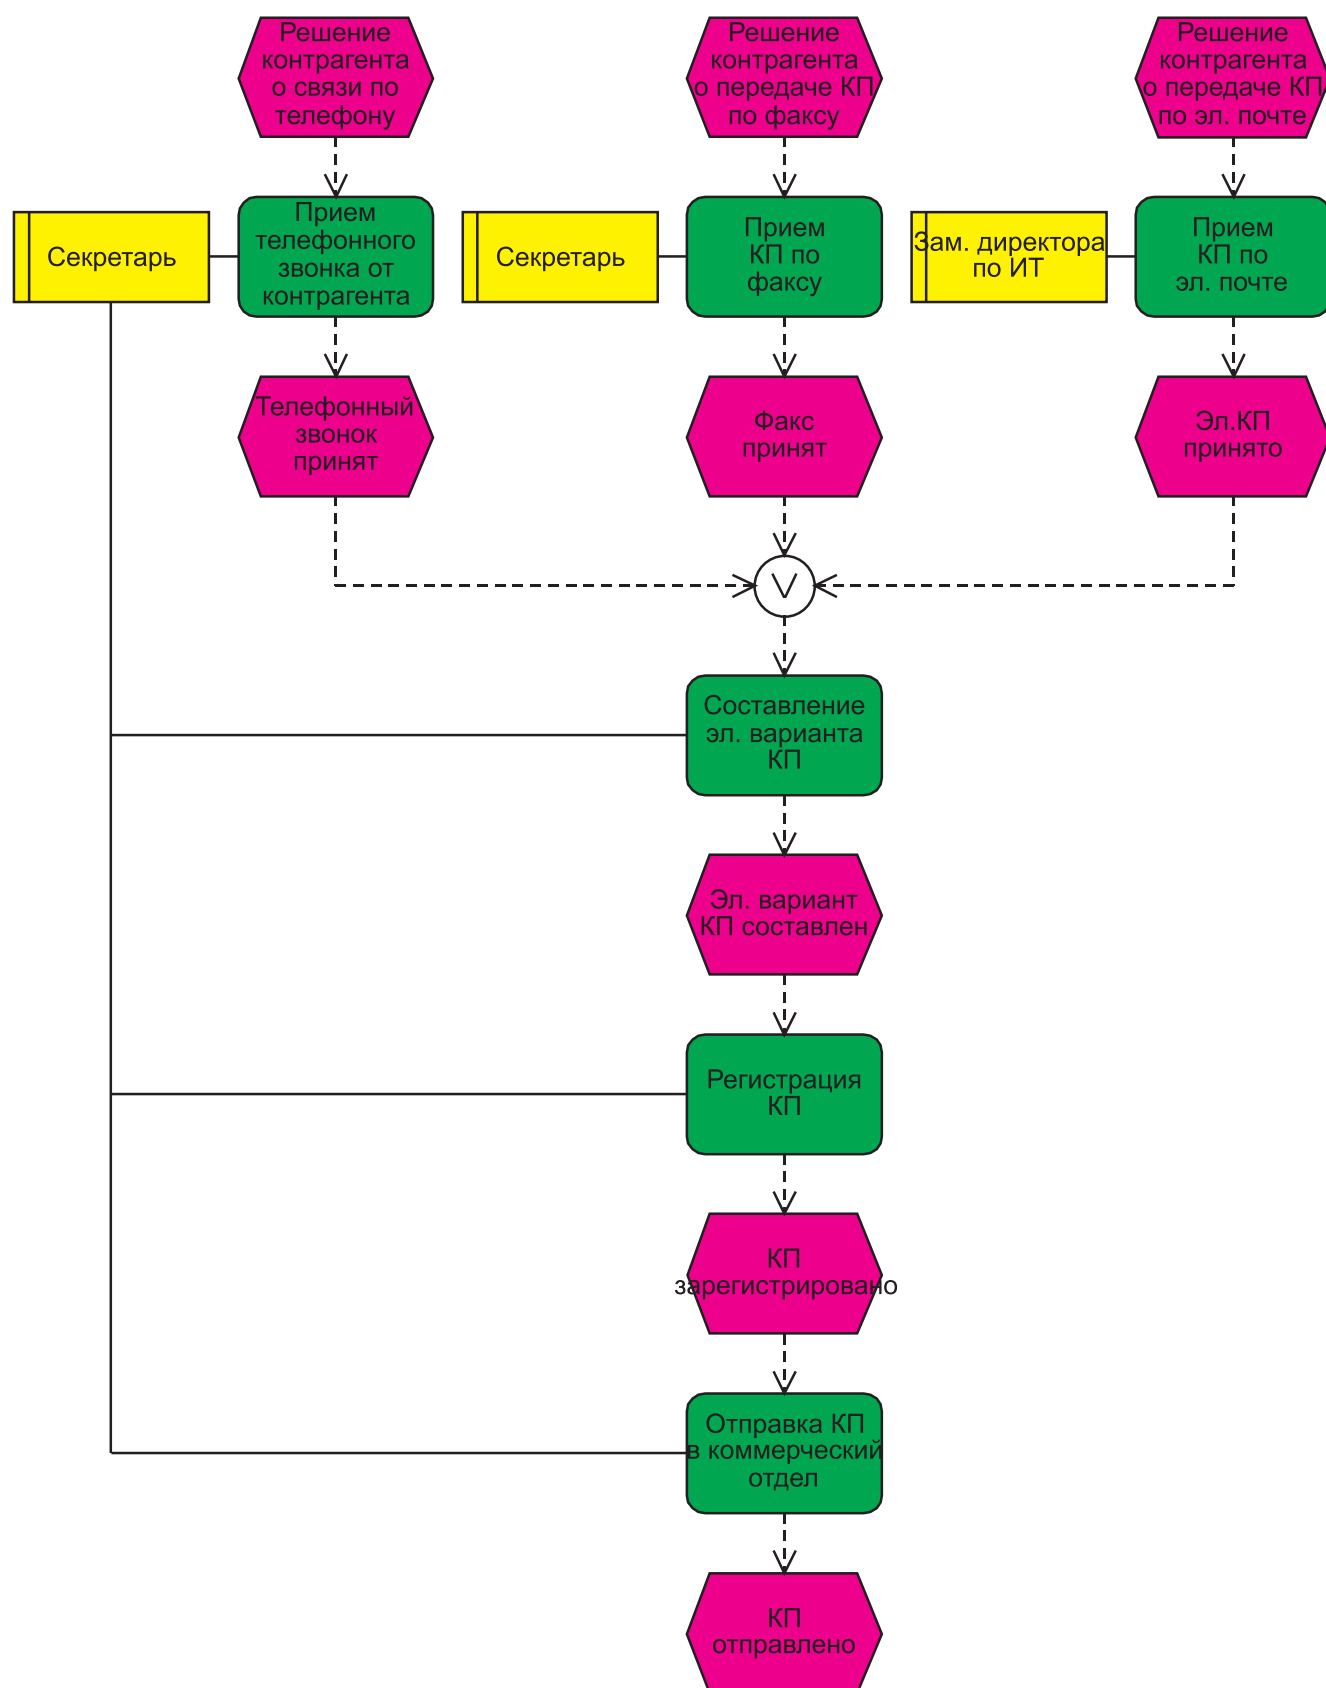 Решение
контрагента
о связи по
телефону
Решение
контрагента
о передаче КП
по факсу
Решение
контрагента
о передаче КП
по эл. почте
Секретарь
Прием
телефонного
звонка от
контрагента
Секретарь
Прием
КП по
факсу
Зам. директора
по ИТ
Прием
КП по
эл. почте
Телефонный
звонок
принят
Факс
принят
Эл.КП
принято
V
Составление
эл. варианта
КП
Эл. вариант
КП составлен
Регистрация
КП
КП
зарегистрировано
Отправка КП
в коммерческий
отдел
КП
отправлено